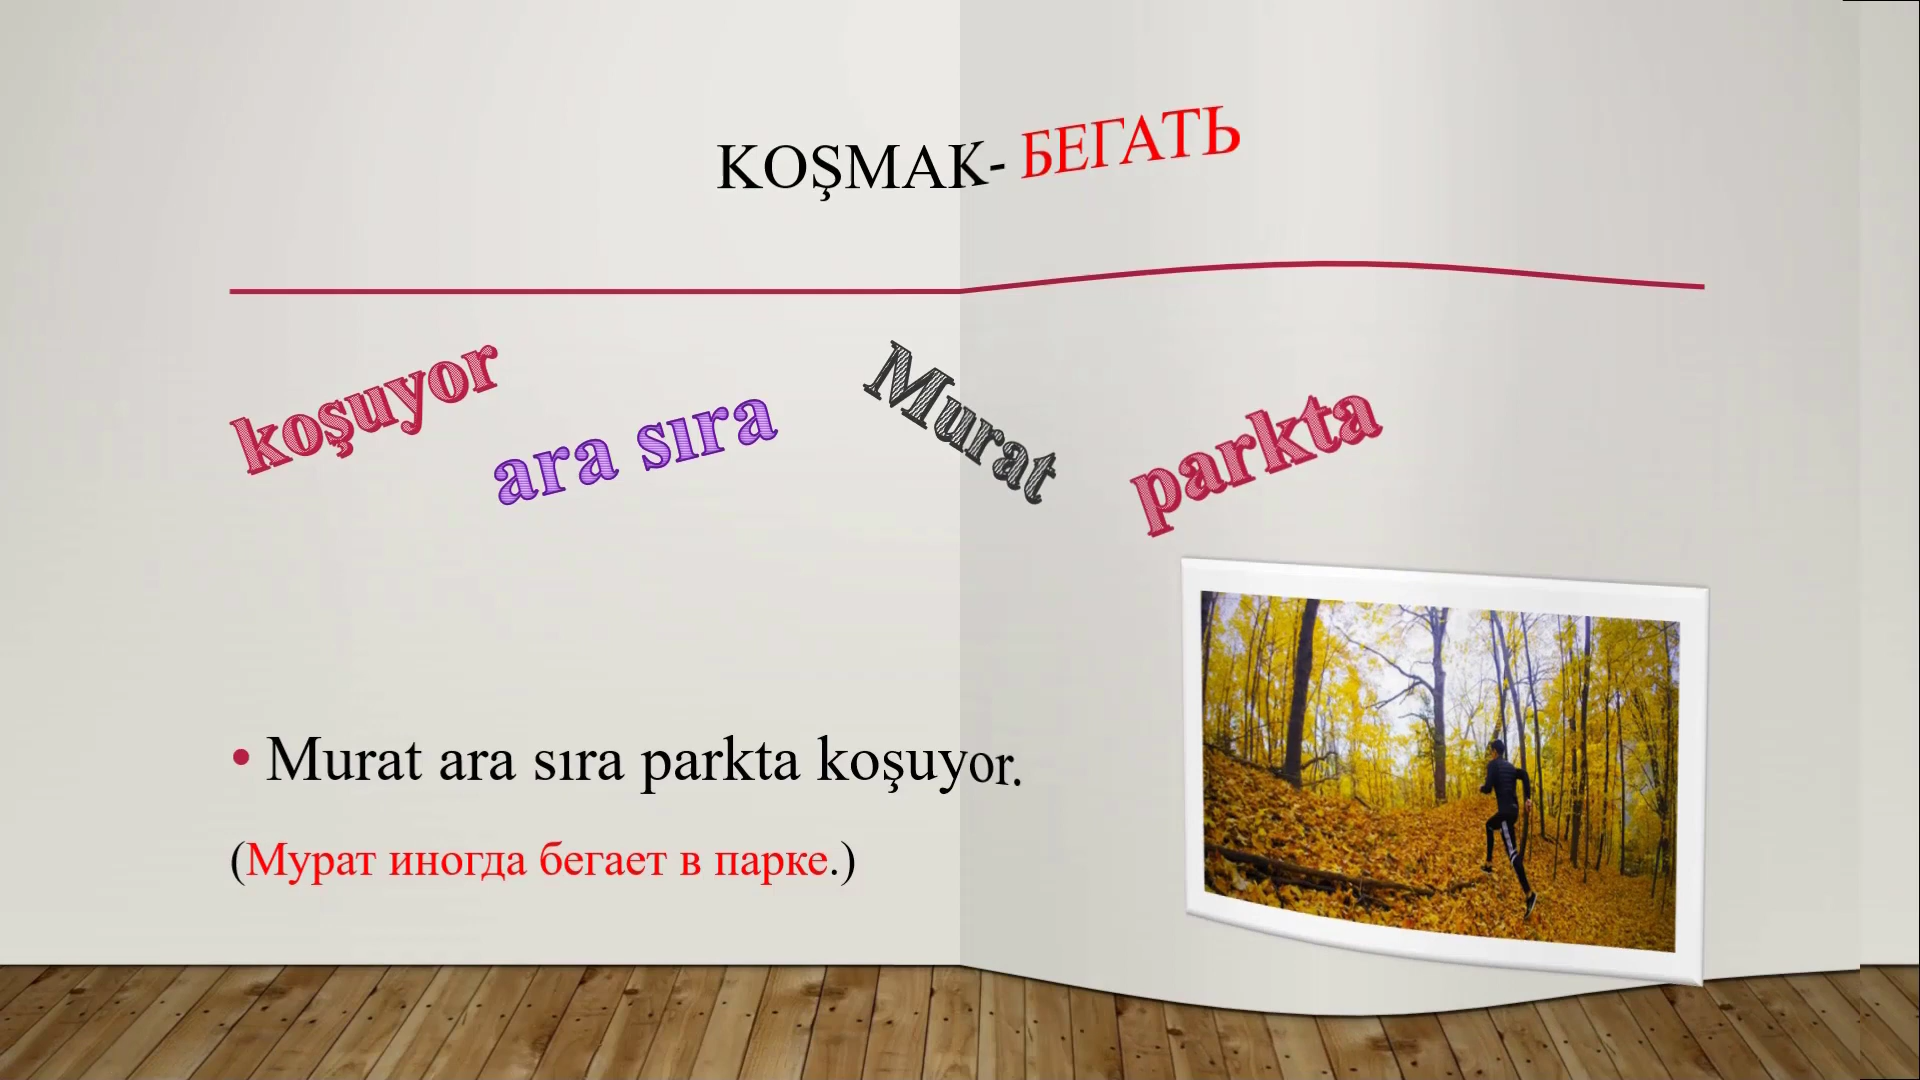 KOŞMAK- БЕГАТЬ
koşuyor
ara sıra
Murat
parkta
• Murat ara sıra parkta koşuyor.
(Мурат иногда бегает в парке.)